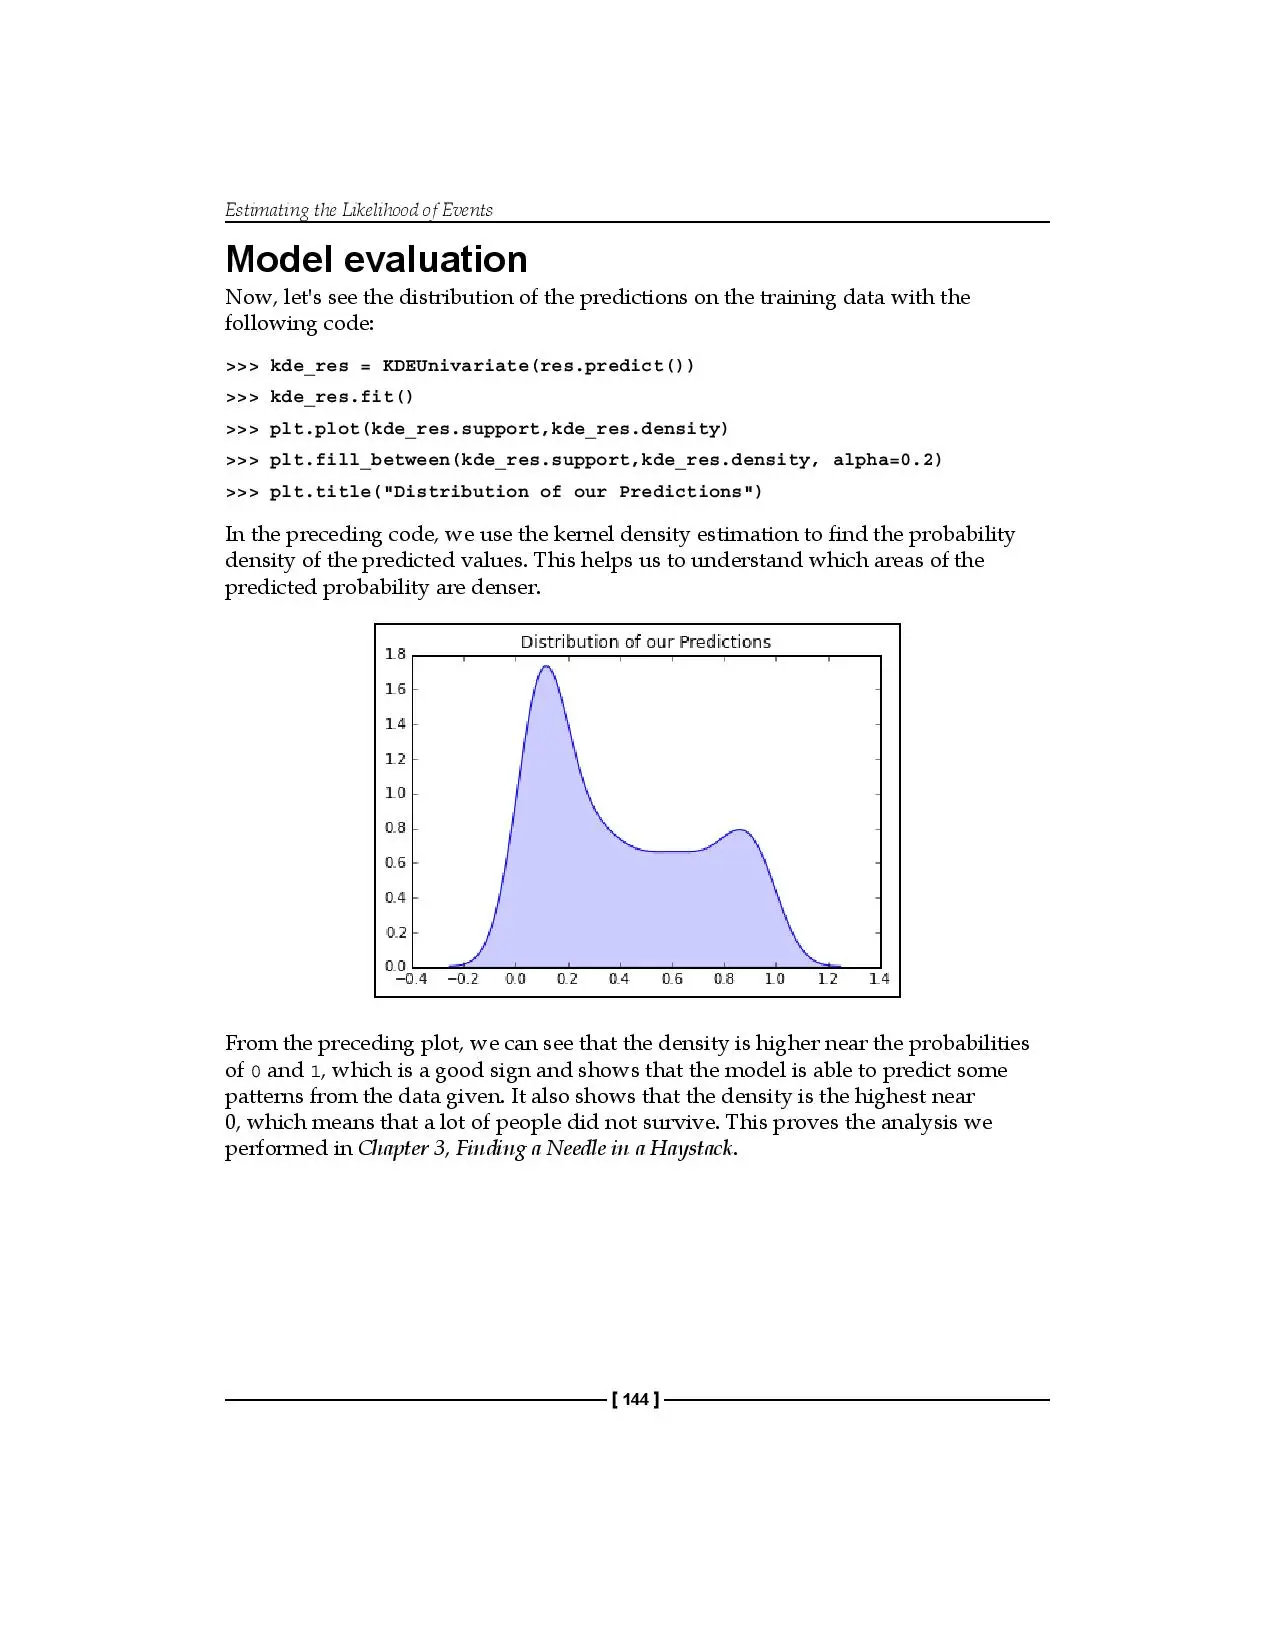 Estimating the Likelihood of Events
Model evaluation
Now, let's see the distribution of the predictions on the training data with the
following code:
>>> kde_res = KDEUnivariate(res.predict())
>>> kde_res.fit()
>>> plt.plot(kde_res.support,kde_res.density)
>>> plt.fill_between(kde_res.support,kde_res.density, alpha=0.2)
>>> plt.title("Distribution of our Predictions")
In the preceding code, we use the kernel density estimation to find the probability
density of the predicted values. This helps us to understand which areas of the
predicted probability are denser.
Distribution of our Predictions
1.8
1.6
1.4
1.2
1.0
0.8
0.6
0.4
0.2
0.0
−0.4 −0.2 0.0 0.2 0.4 0.6 0.8 1.0 1.2 1.4
From the preceding plot, we can see that the density is higher near the probabilities
of 0 and 1, which is a good sign and shows that the model is able to predict some
patterns from the data given. It also shows that the density is the highest near
0, which means that a lot of people did not survive. This proves the analysis we
performed in Chapter 3, Finding a Needle in a Haystack.
[ 144 ]